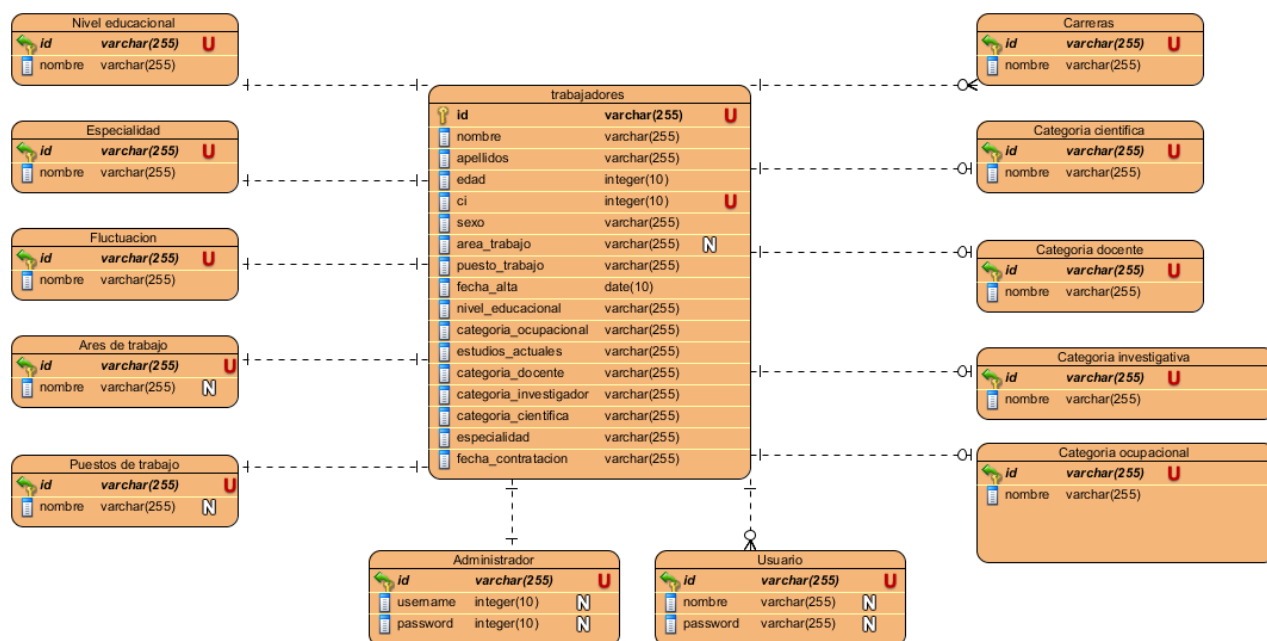 Nivel educacional
id varchar(255) U
nombre varchar(255)
Especialidad
id varchar(255) U
nombre varchar(255)
Fluctuacion
id varchar(255) U
nombre varchar(255)
Ares de trabajo
id varchar(255) U
nombre varchar(255) N
Puestos de trabajo
id varchar(255) U
nombre varchar(255) N
trabajadores
id varchar(255) U
nombre varchar(255)
apellidos varchar(255)
edad integer(10)
ci integer(10) U
sexo varchar(255)
area_trabajo varchar(255) N
puesto_trabajo varchar(255)
fecha_alta date(10)
nivel_educacional varchar(255)
categoria_ocupacional varchar(255)
estudios_actuales varchar(255)
categoria_docente varchar(255)
categoria_investigador varchar(255)
categoria_cientifica varchar(255)
especialidad varchar(255)
fecha_contratacion varchar(255)
Carreras
id varchar(255) U
nombre varchar(255)
Categoria cientifica
id varchar(255) U
nombre varchar(255)
Categoria docente
id varchar(255) U
nombre varchar(255)
Categoria investigativa
id varchar(255) U
nombre varchar(255)
Categoria ocupacional
id varchar(255) U
nombre varchar(255)
Administrador
id varchar(255) U
username integer(10) N
password integer(10) N
Usuario
id varchar(255) U
nombre varchar(255) N
password varchar(255) N